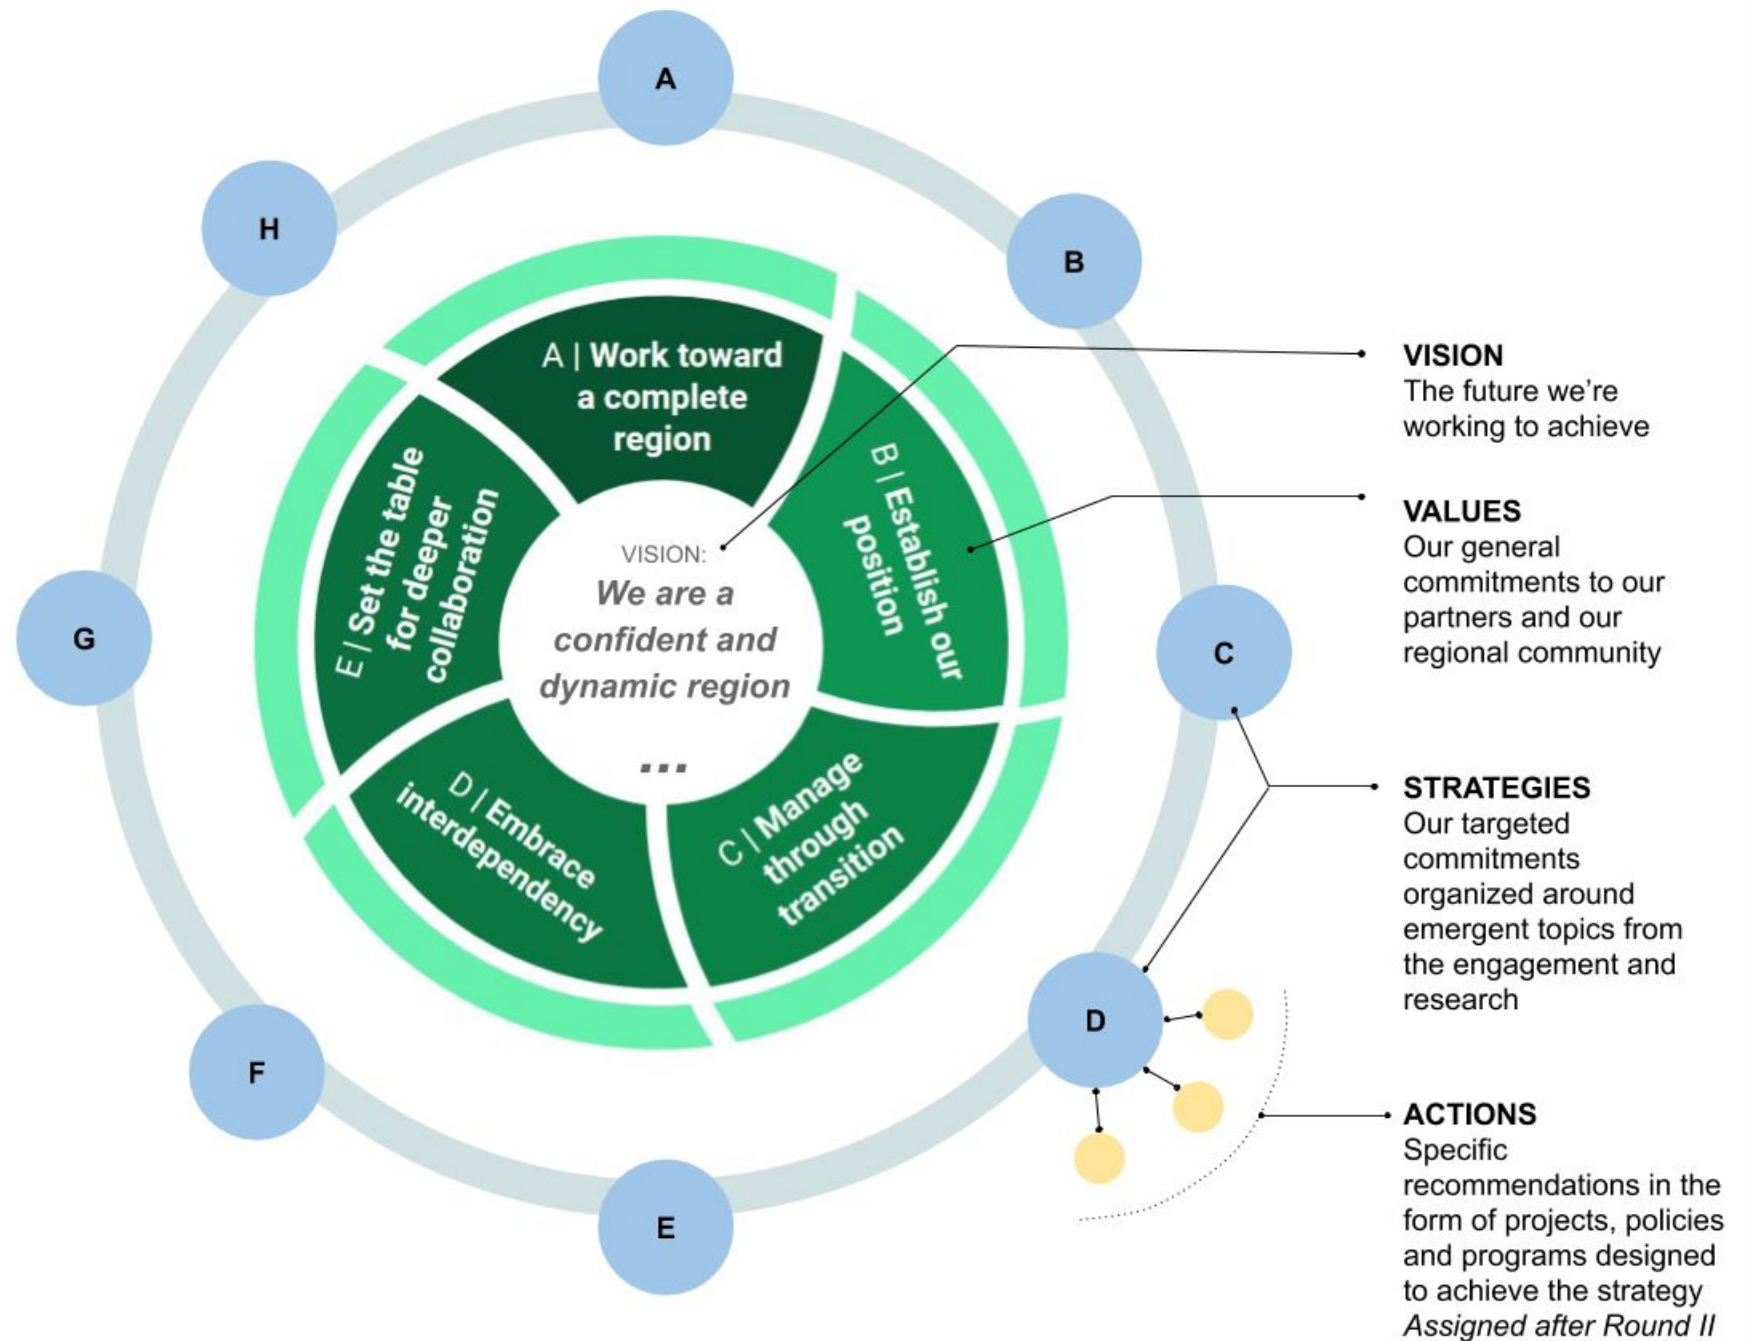 A
H
B
A | Work toward
a complete
region
B | Establish our
position
E | Set the table
for deeper
collaboration
VISION:
We are a
confident and
dynamic region
...
D | Embrace
interdependency
C | Manage
through
transition
G
C
F
D
E
VISION
The future we’re
working to achieve
VALUES
Our general
commitments to our
partners and our
regional community
STRATEGIES
Our targeted
commitments
organized around
emergent topics from
the engagement and
research
ACTIONS
Specific
recommendations in the
form of projects, policies
and programs designed
to achieve the strategy
Assigned after Round II